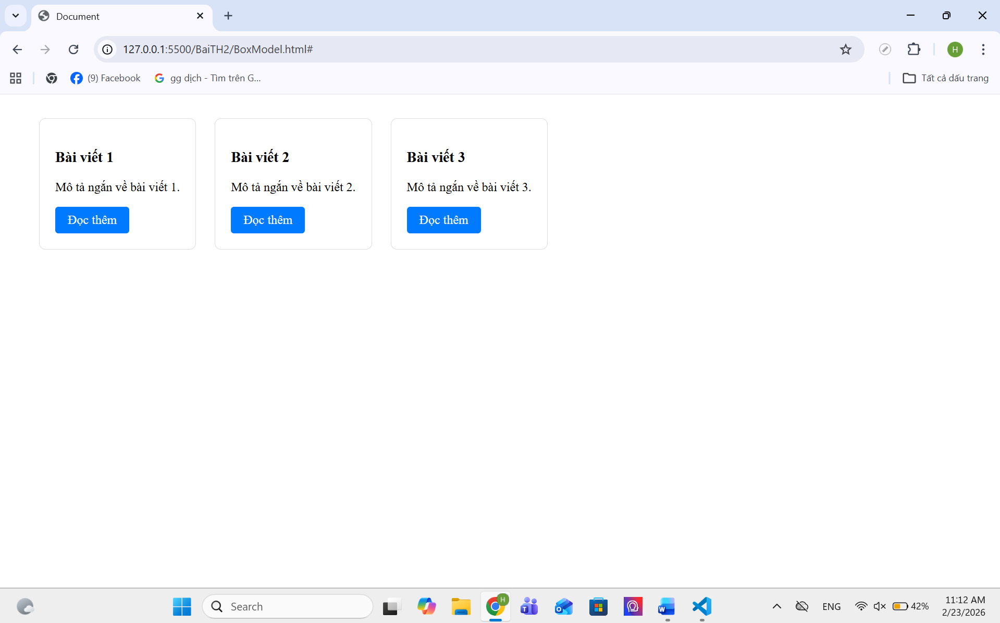 Document
127.0.0.1:5500/BaiTH2/BoxModel.html#
H
(9) Facebook
gg dịch - Tìm trên G...
Tất cả dấu trang
Bài viết 1
Mô tả ngắn về bài viết 1.
Đọc thêm
Bài viết 2
Mô tả ngắn về bài viết 2.
Đọc thêm
Bài viết 3
Mô tả ngắn về bài viết 3.
Đọc thêm
Search
H
T
O
W
ENG
42%
11:12 AM
2/23/2026